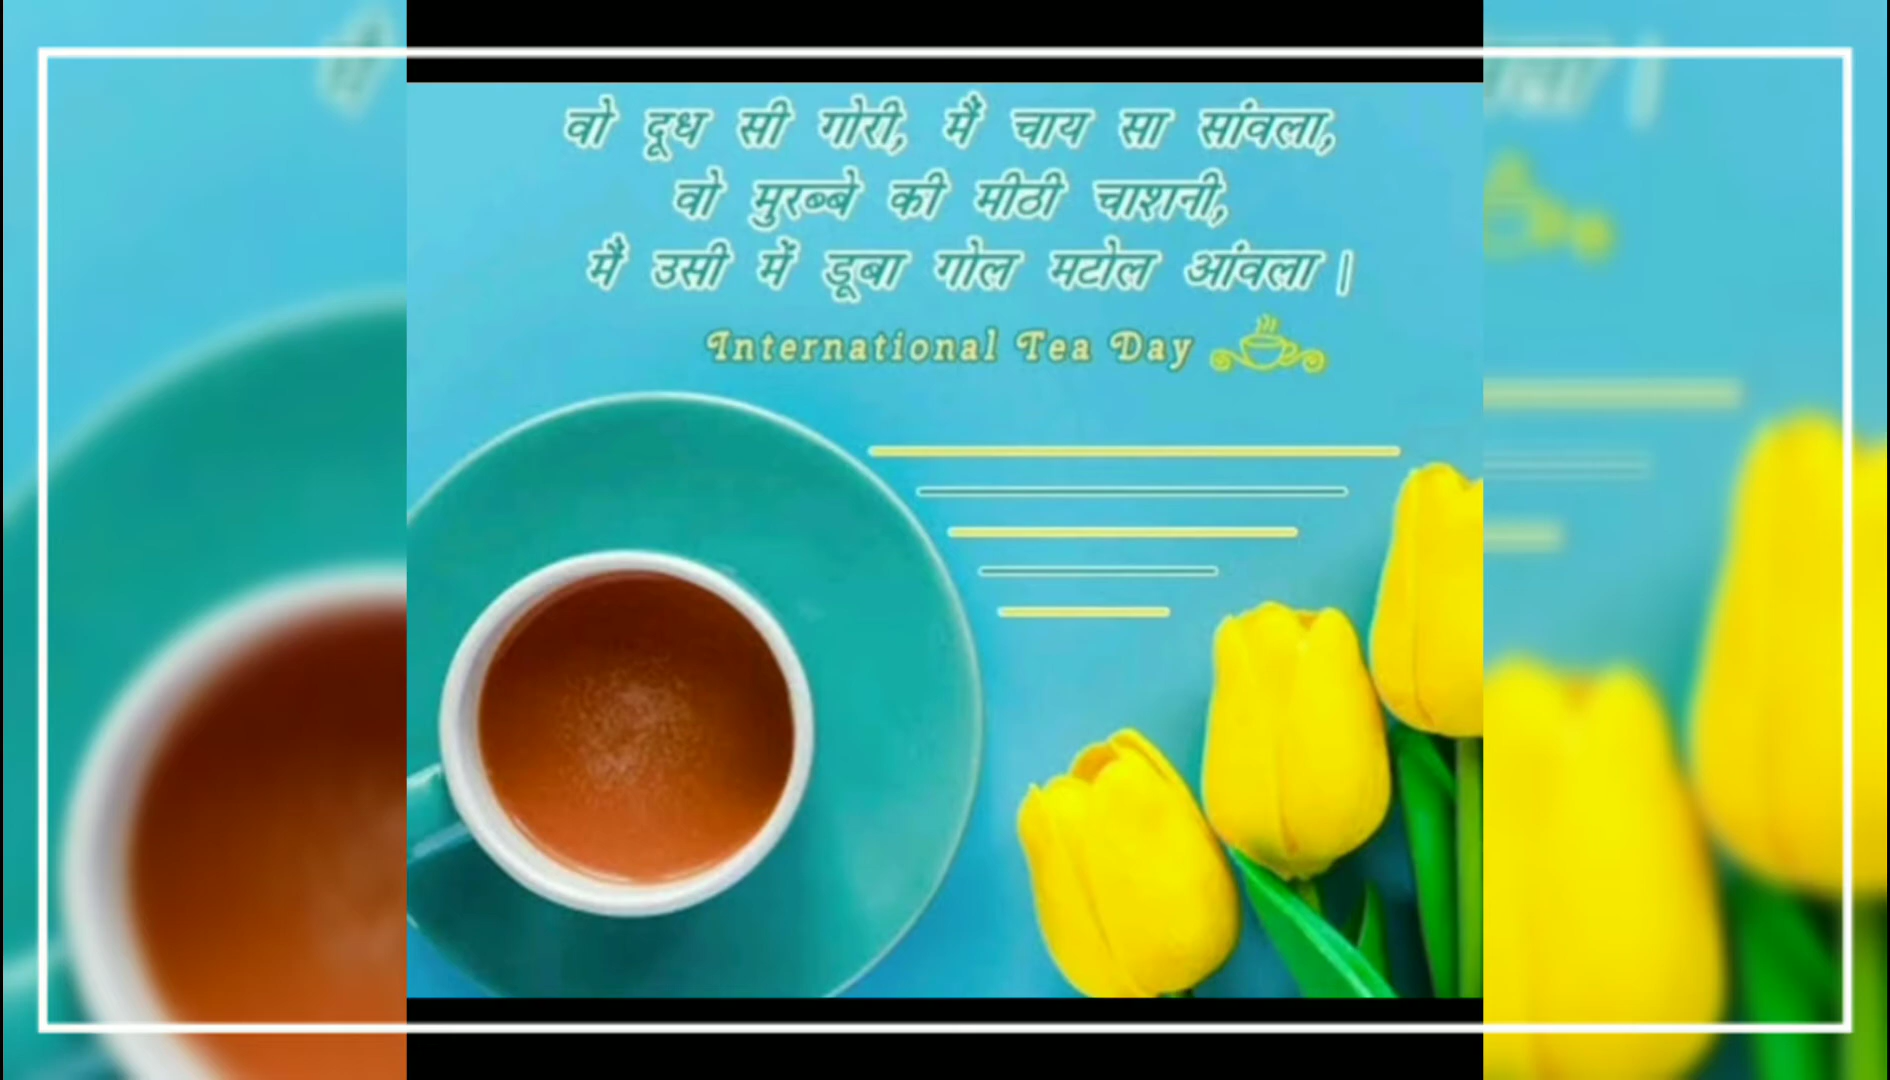 वो दूध सी गोरी, मैं चाय सा सांवला,
वो मुरब्बे की मीठी चाशनी,
मैं उसी में डूबा गोल मटोल आंवला |
International Tea Day